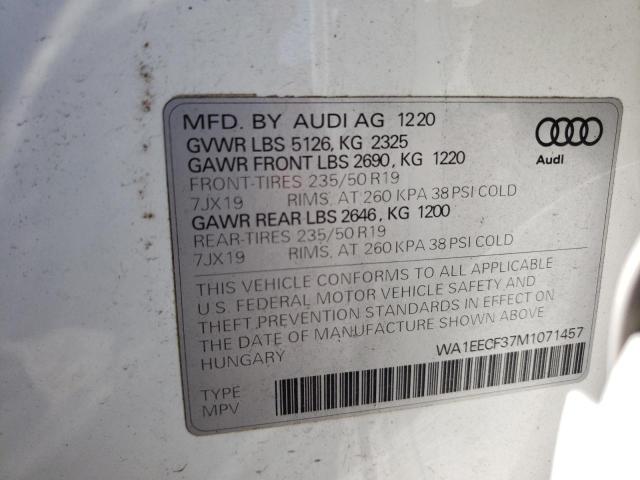 MFD. BY AUDI AG 1220
GVWR LBS 5126, KG 2325
GAWR FRONT LBS 2690, KG 1220
FRONT-TIRES 235/50 R19
7JX19 RIMS, AT 260 KPA 38 PSI COLD
GAWR REAR LBS 2646, KG 1200
REAR-TIRES 235/50 R19
7JX19 RIMS, AT 260 KPA 38 PSI COLD
Audi
THIS VEHICLE CONFORMS TO ALL APPLICABLE
U.S. FEDERAL MOTOR VEHICLE SAFETY AND
THEFT PREVENTION STANDARDS IN EFFECT ON
THE DATE OF MANUFACTURE SHOWN ABOVE
HUNGARY
WA1EECF37M1071457
TYPE
MPV